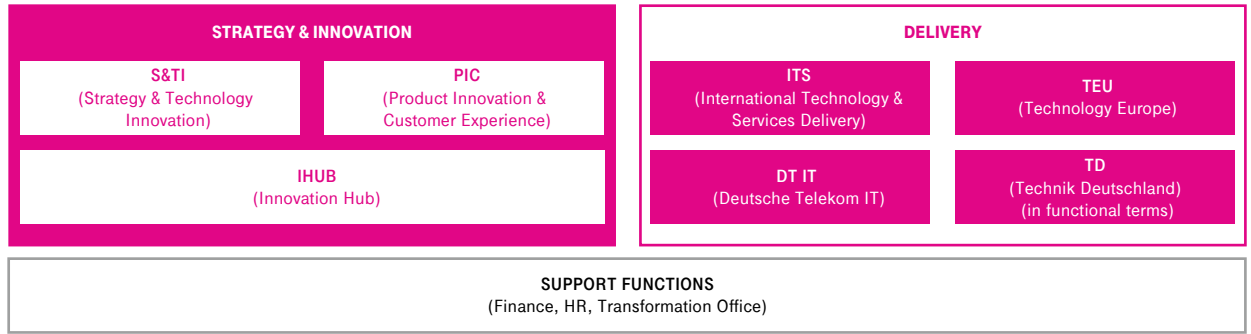 STRATEGY & INNOVATION
S&TI
(Strategy & Technology
Innovation)
PIC
(Product Innovation &
Customer Experience)
IHUB
(Innovation Hub)
DELIVERY
ITS
(International Technology &
Services Delivery)
TEU
(Technology Europe)
DT IT
(Deutsche Telekom IT)
TD
(Technik Deutschland)
(in functional terms)
SUPPORT FUNCTIONS
(Finance, HR, Transformation Office)